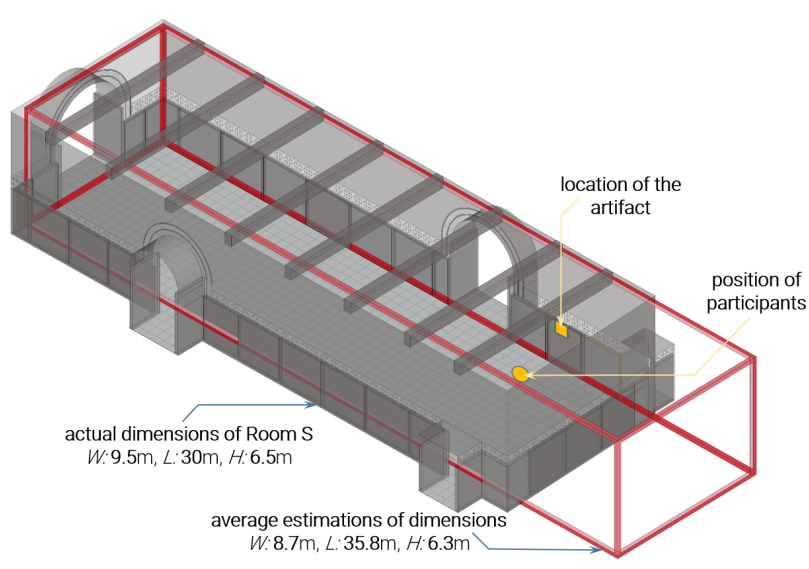 location of the
artifact
position of
participants
actual dimensions of Room S
W: 9.5m, L: 30m, H: 6.5m
average estimations of dimensions
W: 8.7m, L: 35.8m, H: 6.3m